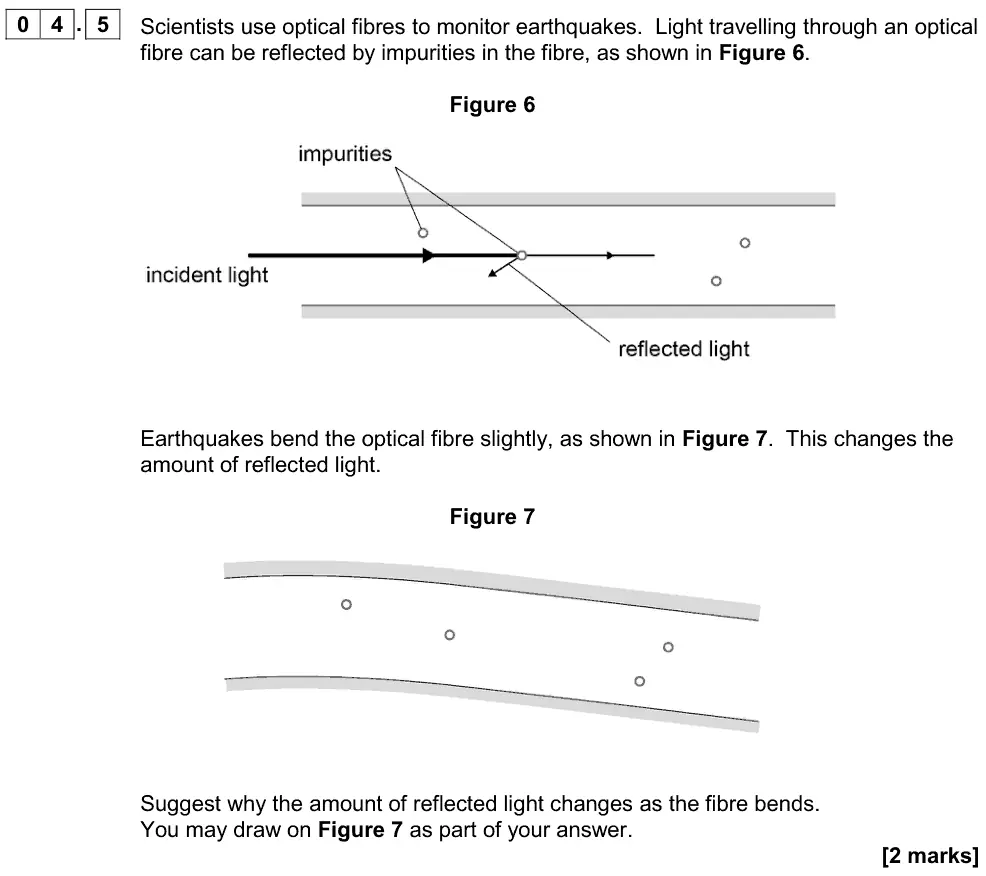 04.5 Scientists use optical fibres to monitor earthquakes. Light travelling through an optical
fibre can be reflected by impurities in the fibre, as shown in Figure 6.
Figure 6
impurities
incident light
reflected light
Earthquakes bend the optical fibre slightly, as shown in Figure 7. This changes the
amount of reflected light.
Figure 7
Suggest why the amount of reflected light changes as the fibre bends.
You may draw on Figure 7 as part of your answer.
[2 marks]